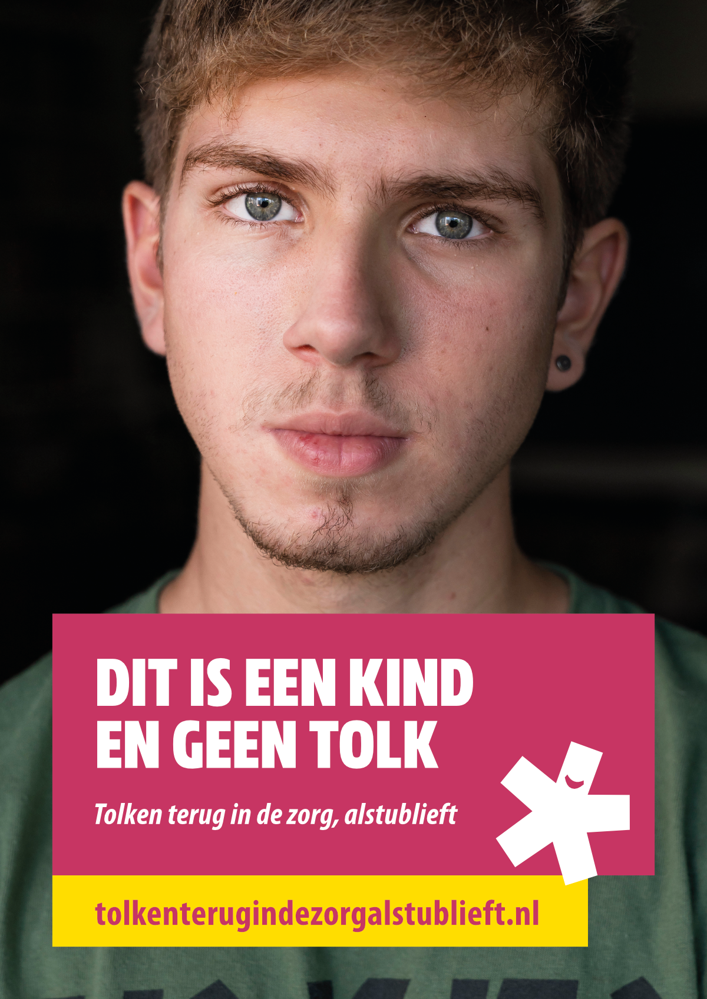 DIT IS EEN KIND
EN GEEN TOLK
Tolken terug in de zorg, alstublieft
tolkenterugindezorgalstublieft.nl